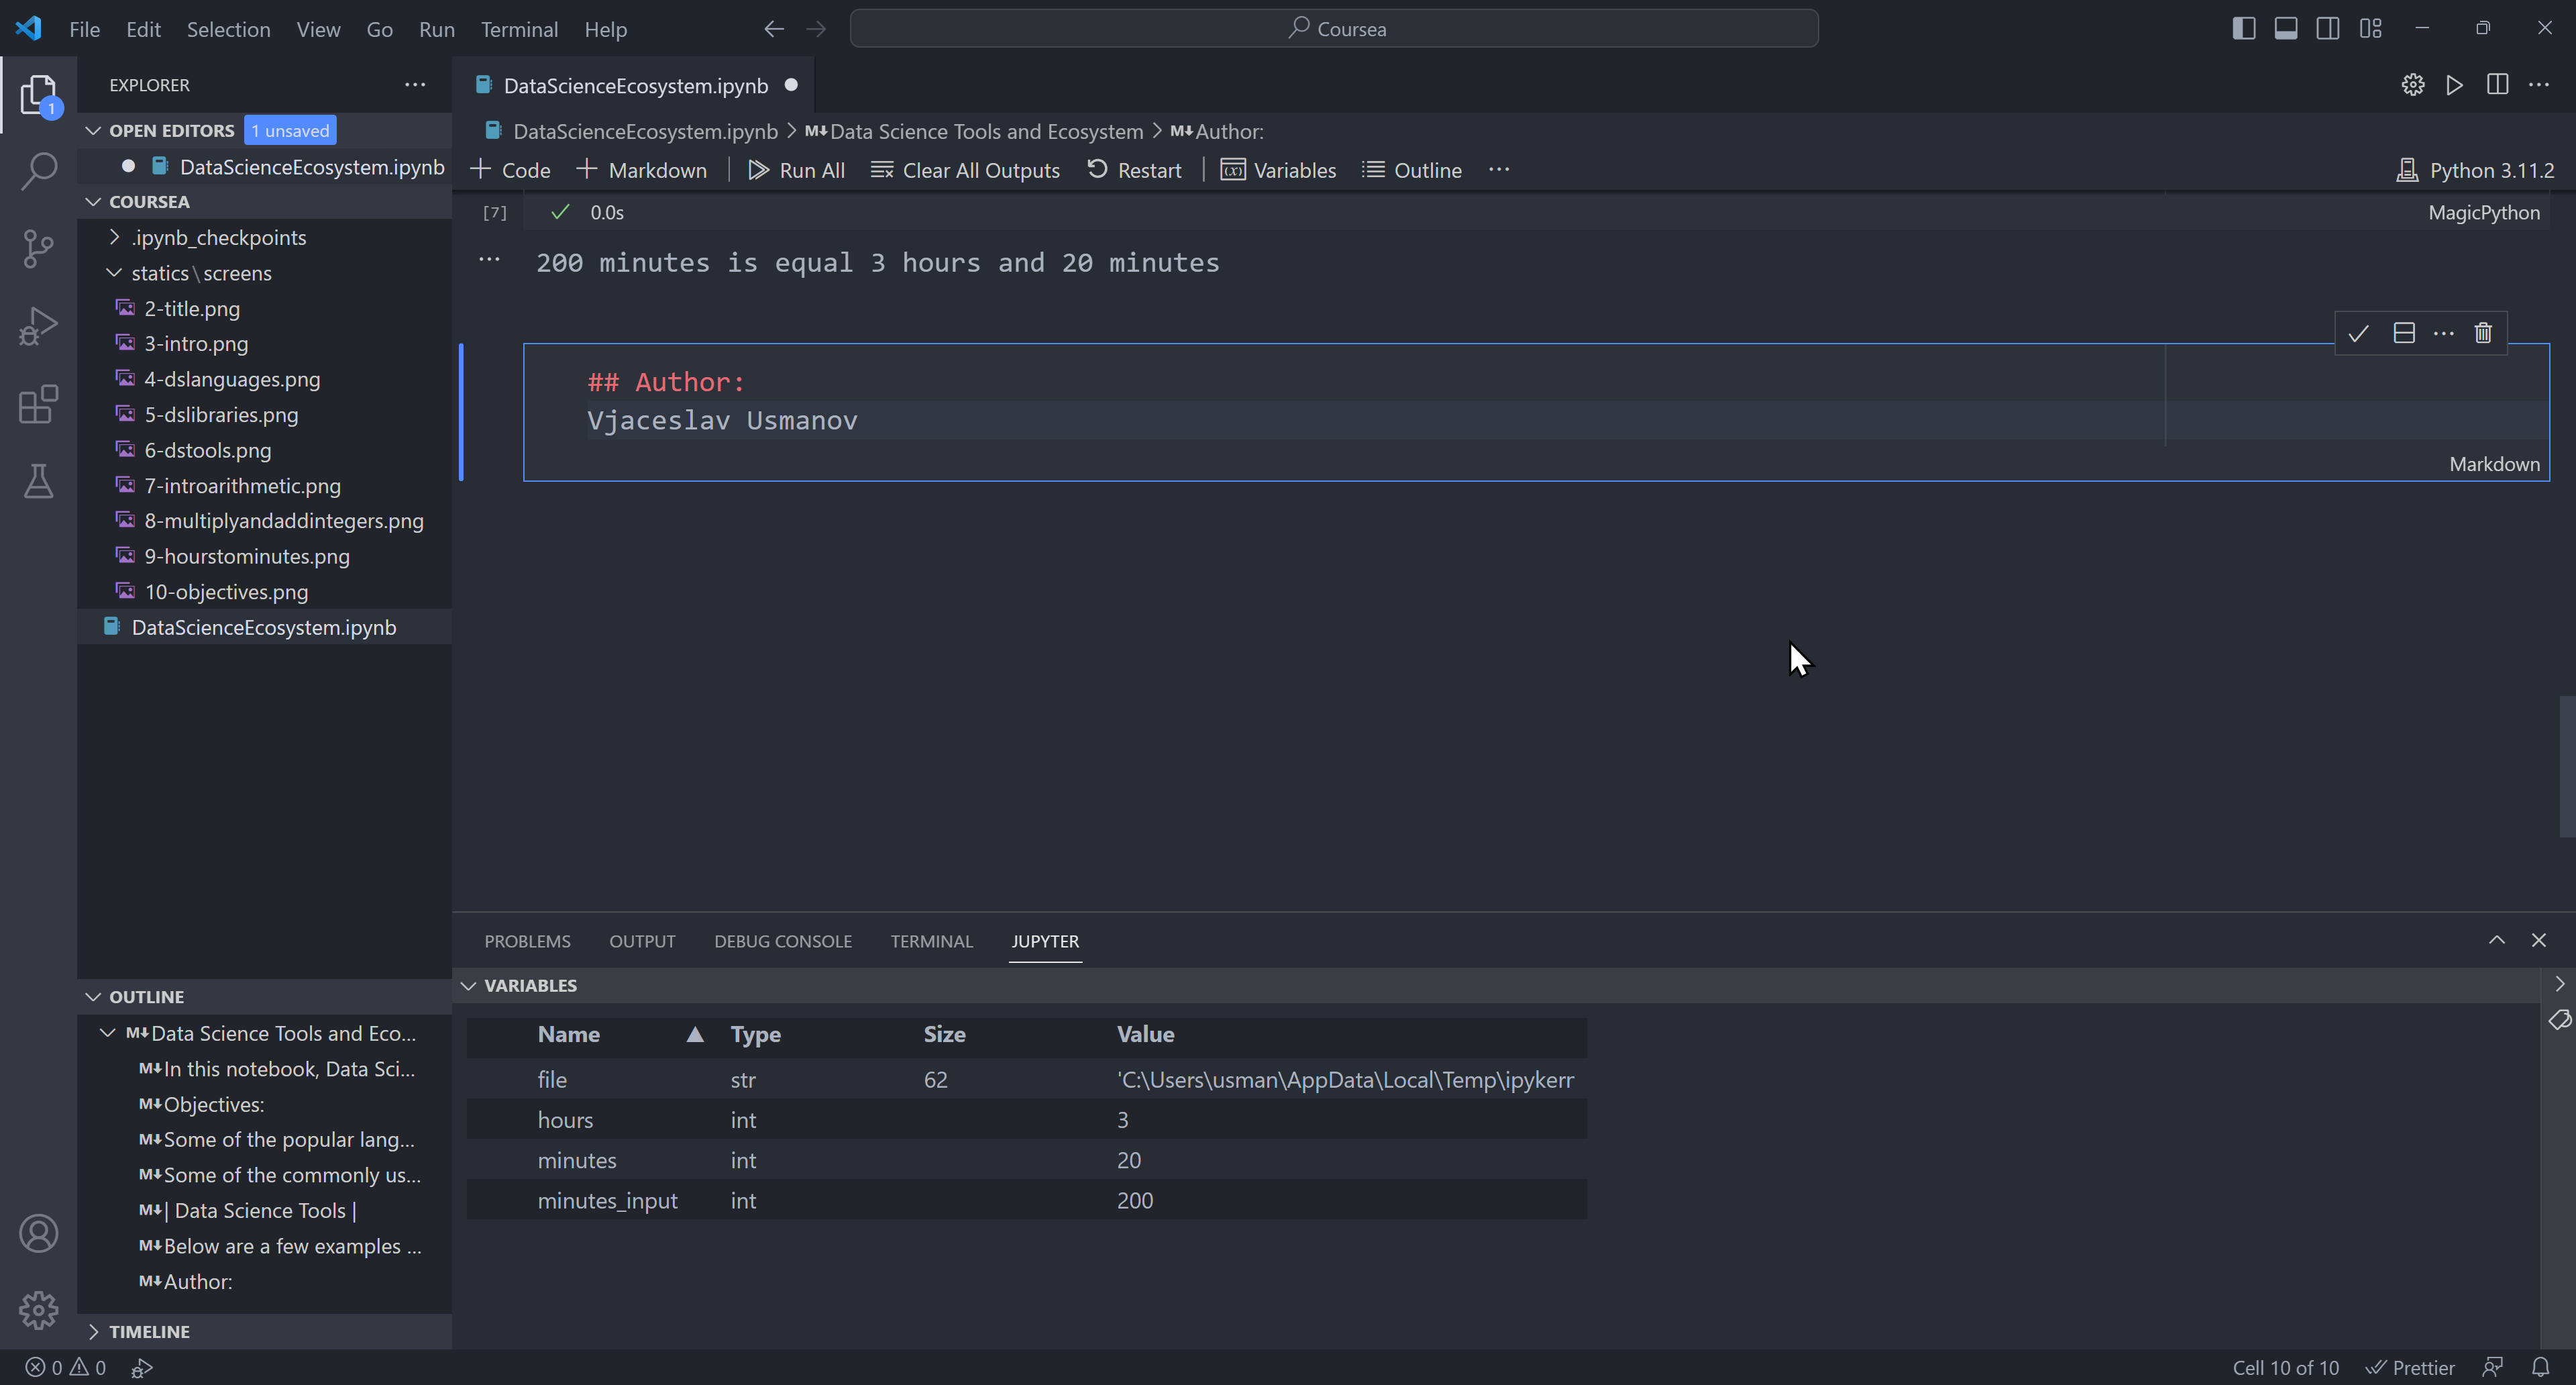 File Edit Selection View Go Run Terminal Help
Coursea
EXPLORER
OPEN EDITORS 1 unsaved
DataScienceEcosystem.ipynb
COURSEA
.ipynb_checkpoints
statics\screens
2-title.png
3-intro.png
4-dslanguages.png
5-dslibraries.png
6-dstools.png
7-introarithmetic.png
8-multiplyandaddintegers.png
9-hourstominutes.png
10-objectives.png
DataScienceEcosystem.ipynb
OUTLINE
M↓Data Science Tools and Eco...
M↓In this notebook, Data Sci...
M↓Objectives:
M↓Some of the popular lang...
M↓Some of the commonly us...
M↓| Data Science Tools |
M↓Below are a few examples ...
M↓Author:
TIMELINE
DataScienceEcosystem.ipynb
DataScienceEcosystem.ipynb > M↓Data Science Tools and Ecosystem > M↓Author:
+ Code + Markdown | Run All Clear All Outputs Restart | Variables Outline ... Python 3.11.2
[7] ✓ 0.0s MagicPython
... 200 minutes is equal 3 hours and 20 minutes
## Author:
Vjaceslav Usmanov
Markdown
PROBLEMS OUTPUT DEBUG CONSOLE TERMINAL JUPYTER
VARIABLES
Name ▲ Type Size Value
file str 62 'C:\Users\usman\AppData\Local\Temp\ipykerr
hours int 3
minutes int 20
minutes_input int 200
0 0 Cell 10 of 10 Prettier
1